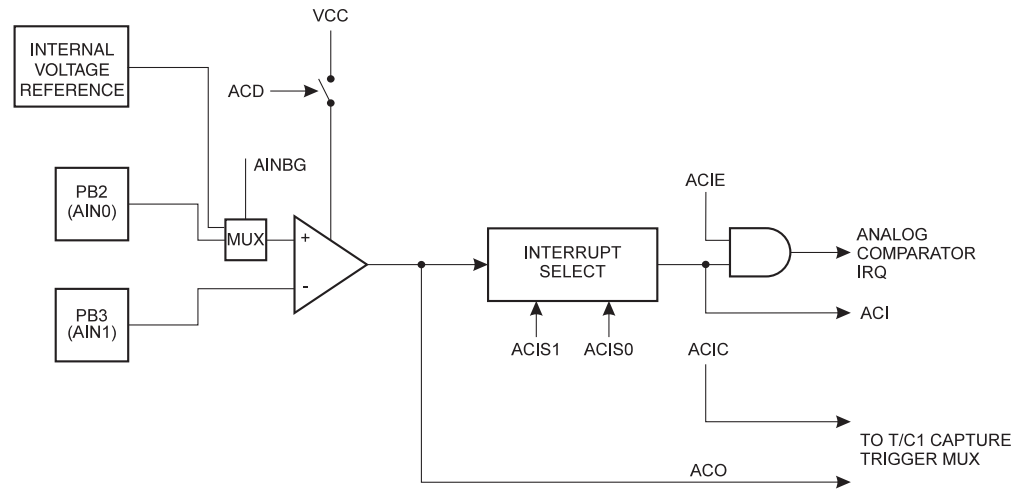 VCC
INTERNAL
VOLTAGE
REFERENCE
ACD
AINBG
PB2
(AIN0)
MUX
+
-
PB3
(AIN1)
INTERRUPT
SELECT
ACIS1
ACIS0
ACIE
ANALOG
COMPARATOR
IRQ
ACI
ACIC
TO T/C1 CAPTURE
TRIGGER MUX
ACO